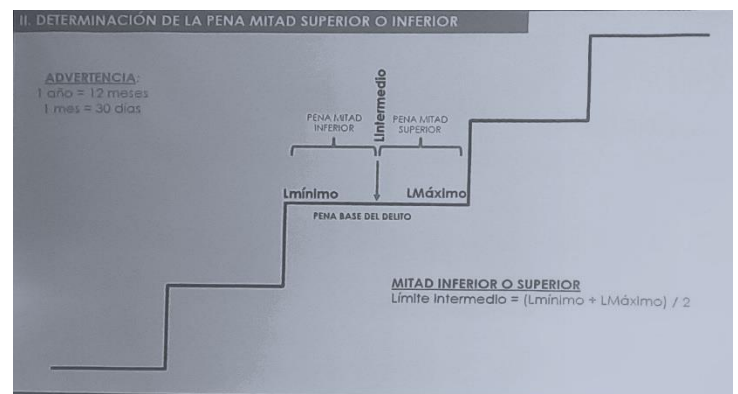 II. DETERMINACIÓN DE LA PENA MITAD SUPERIOR O INFERIOR
ADVERTENCIA:
1 año = 12 meses
1 mes = 30 días
Lintermedio
PENA MITAD
INFERIOR
PENA MITAD
SUPERIOR
Lmínimo
LMáximo
PENA BASE DEL DELITO
MITAD INFERIOR O SUPERIOR
Límite Intermedio = (Lmínimo + LMáximo) / 2